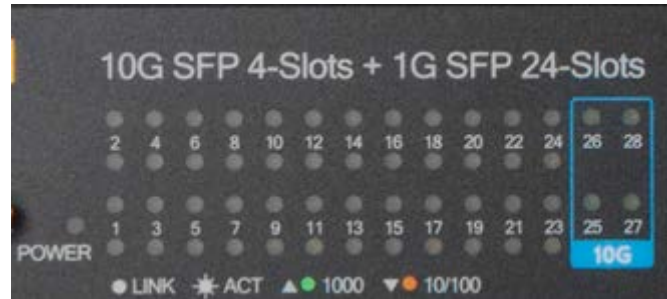 10G SFP 4-Slots + 1G SFP 24-Slots
2 4 6 8 10 12 14 16 18 20 22 24 26 28
1 3 5 7 9 11 13 15 17 19 21 23 25 27
POWER 10G
LINK ACT ▲ 1000 ▼ 10/100